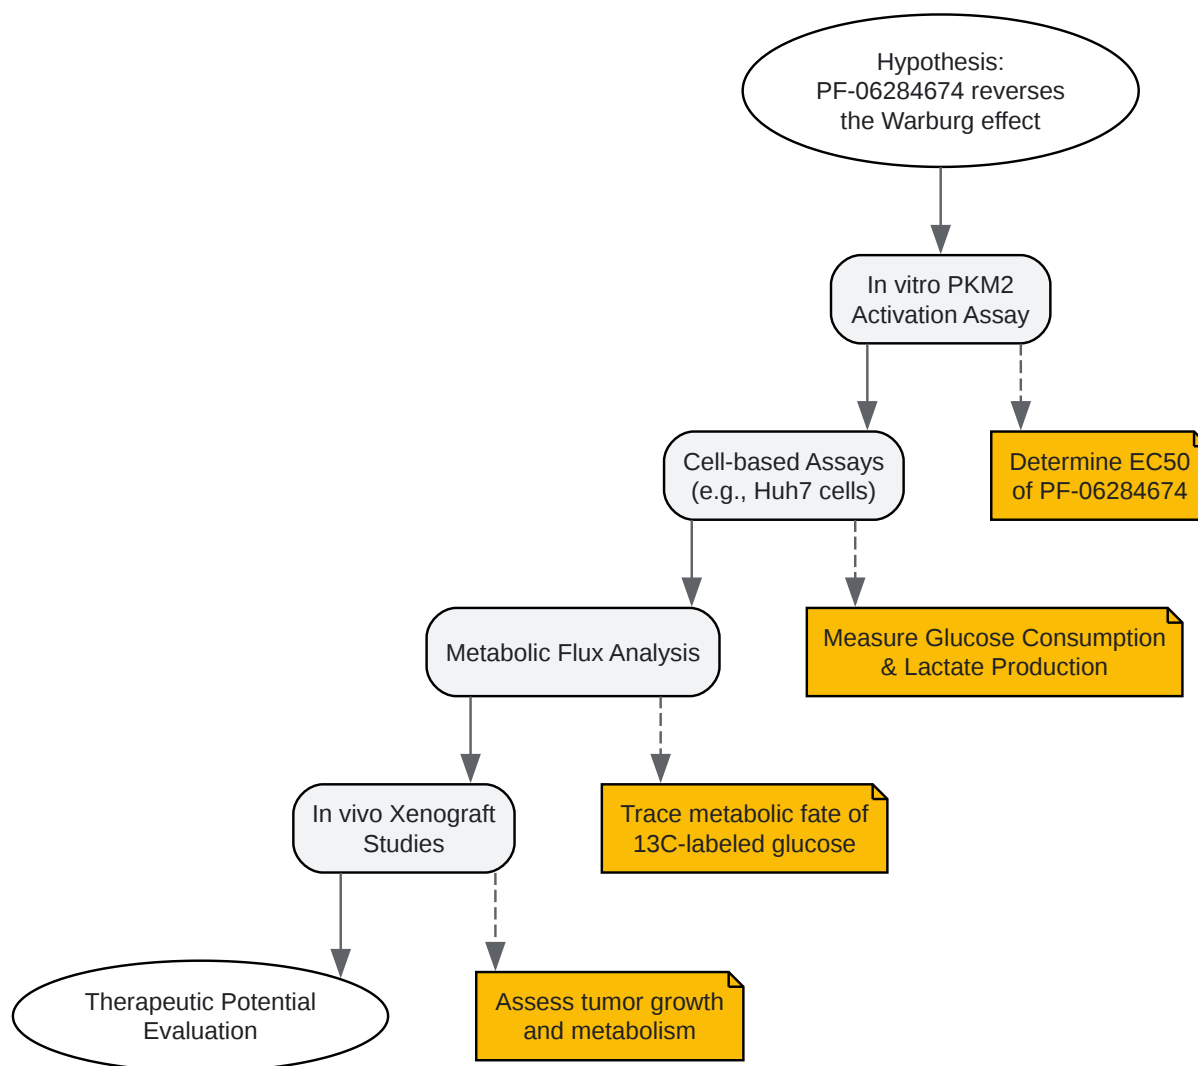 Hypothesis:
PF-06284674 reverses
the Warburg effect
In vitro PKM2
Activation Assay
Cell-based Assays
(e.g., Huh7 cells)
Determine EC50
of PF-06284674
Metabolic Flux Analysis
Measure Glucose Consumption
& Lactate Production
In vivo Xenograft
Studies
Trace metabolic fate of
13C-labeled glucose
Therapeutic Potential
Evaluation
Assess tumor growth
and metabolism